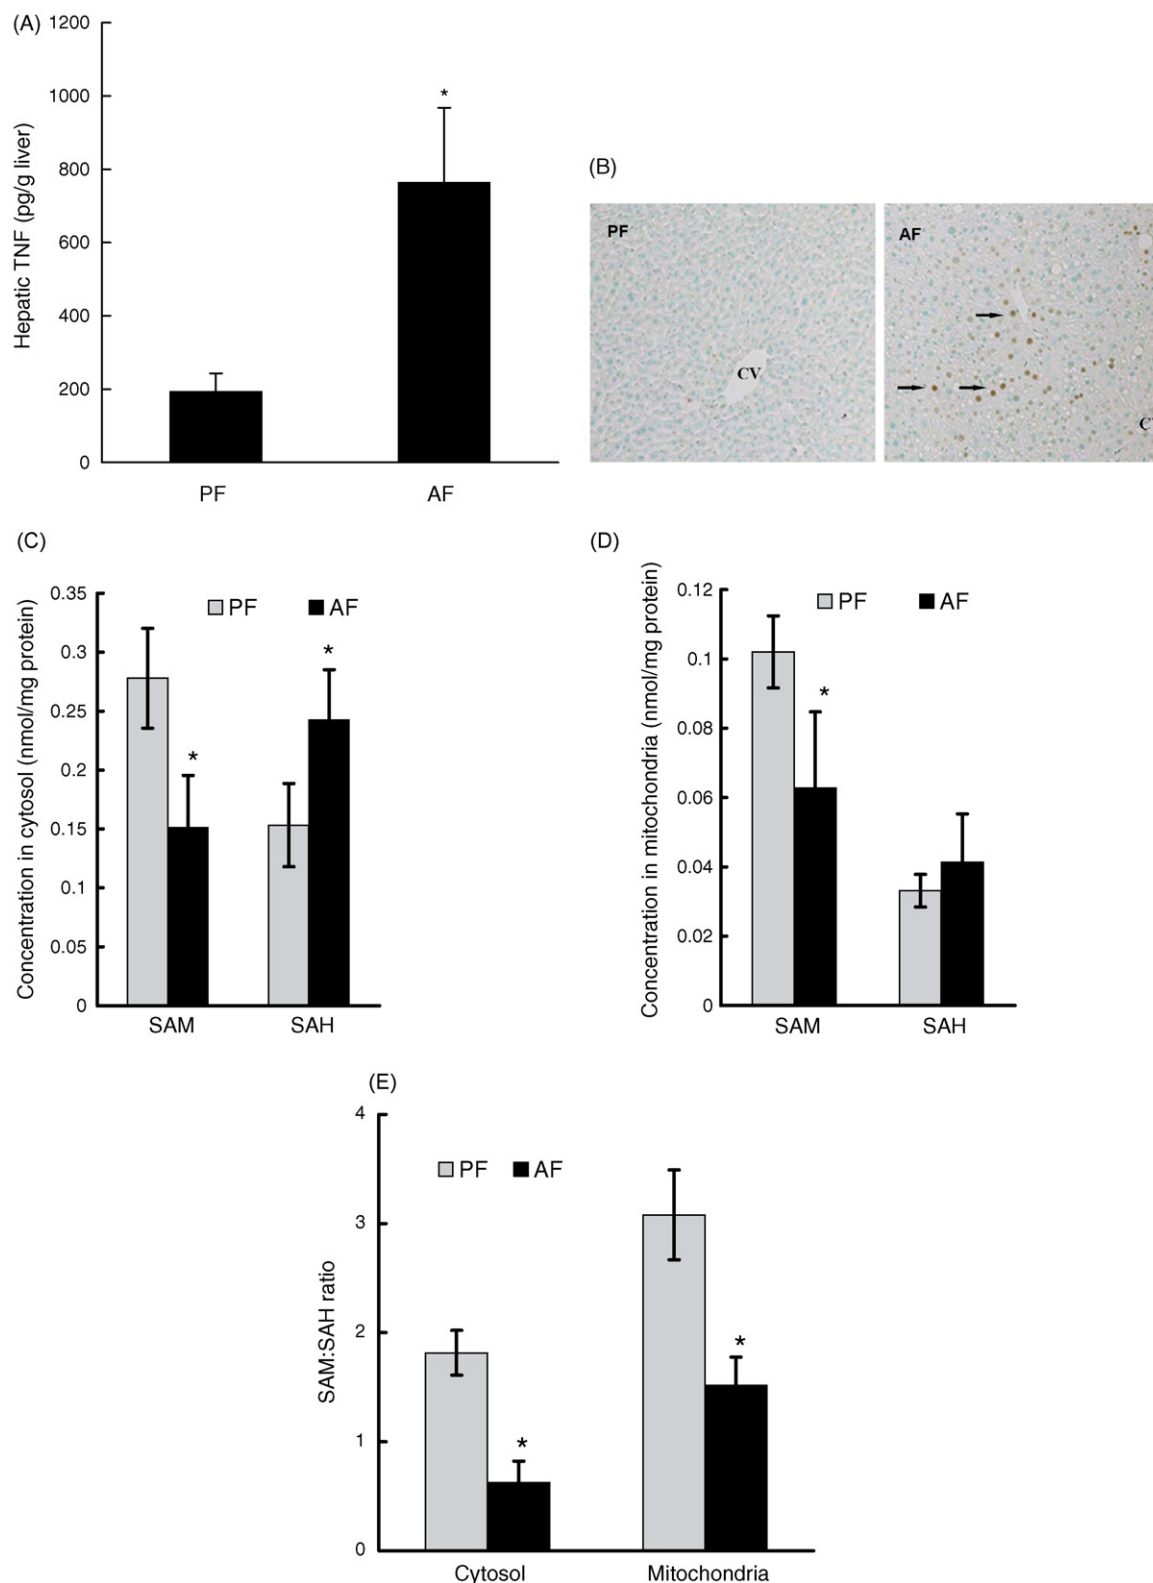 (A)
Hepatic TNF (pg/g liver)
1200
1000
800
600
400
200
0
*
PF
AF
(B)
PF
CV
AF
(C)
Concentration in cytosol (nmol/mg protein)
0.35
0.3
0.25
0.2
0.15
0.1
0.05
0
PF AF
*
*
SAM SAH
(D)
Concentration in mitochondria (nmol/mg protein)
0.12
0.1
0.08
0.06
0.04
0.02
0
PF AF
*
SAM SAH
(E)
SAM:SAH ratio
4
3
2
1
0
PF AF
*
*
Cytosol Mitochondria